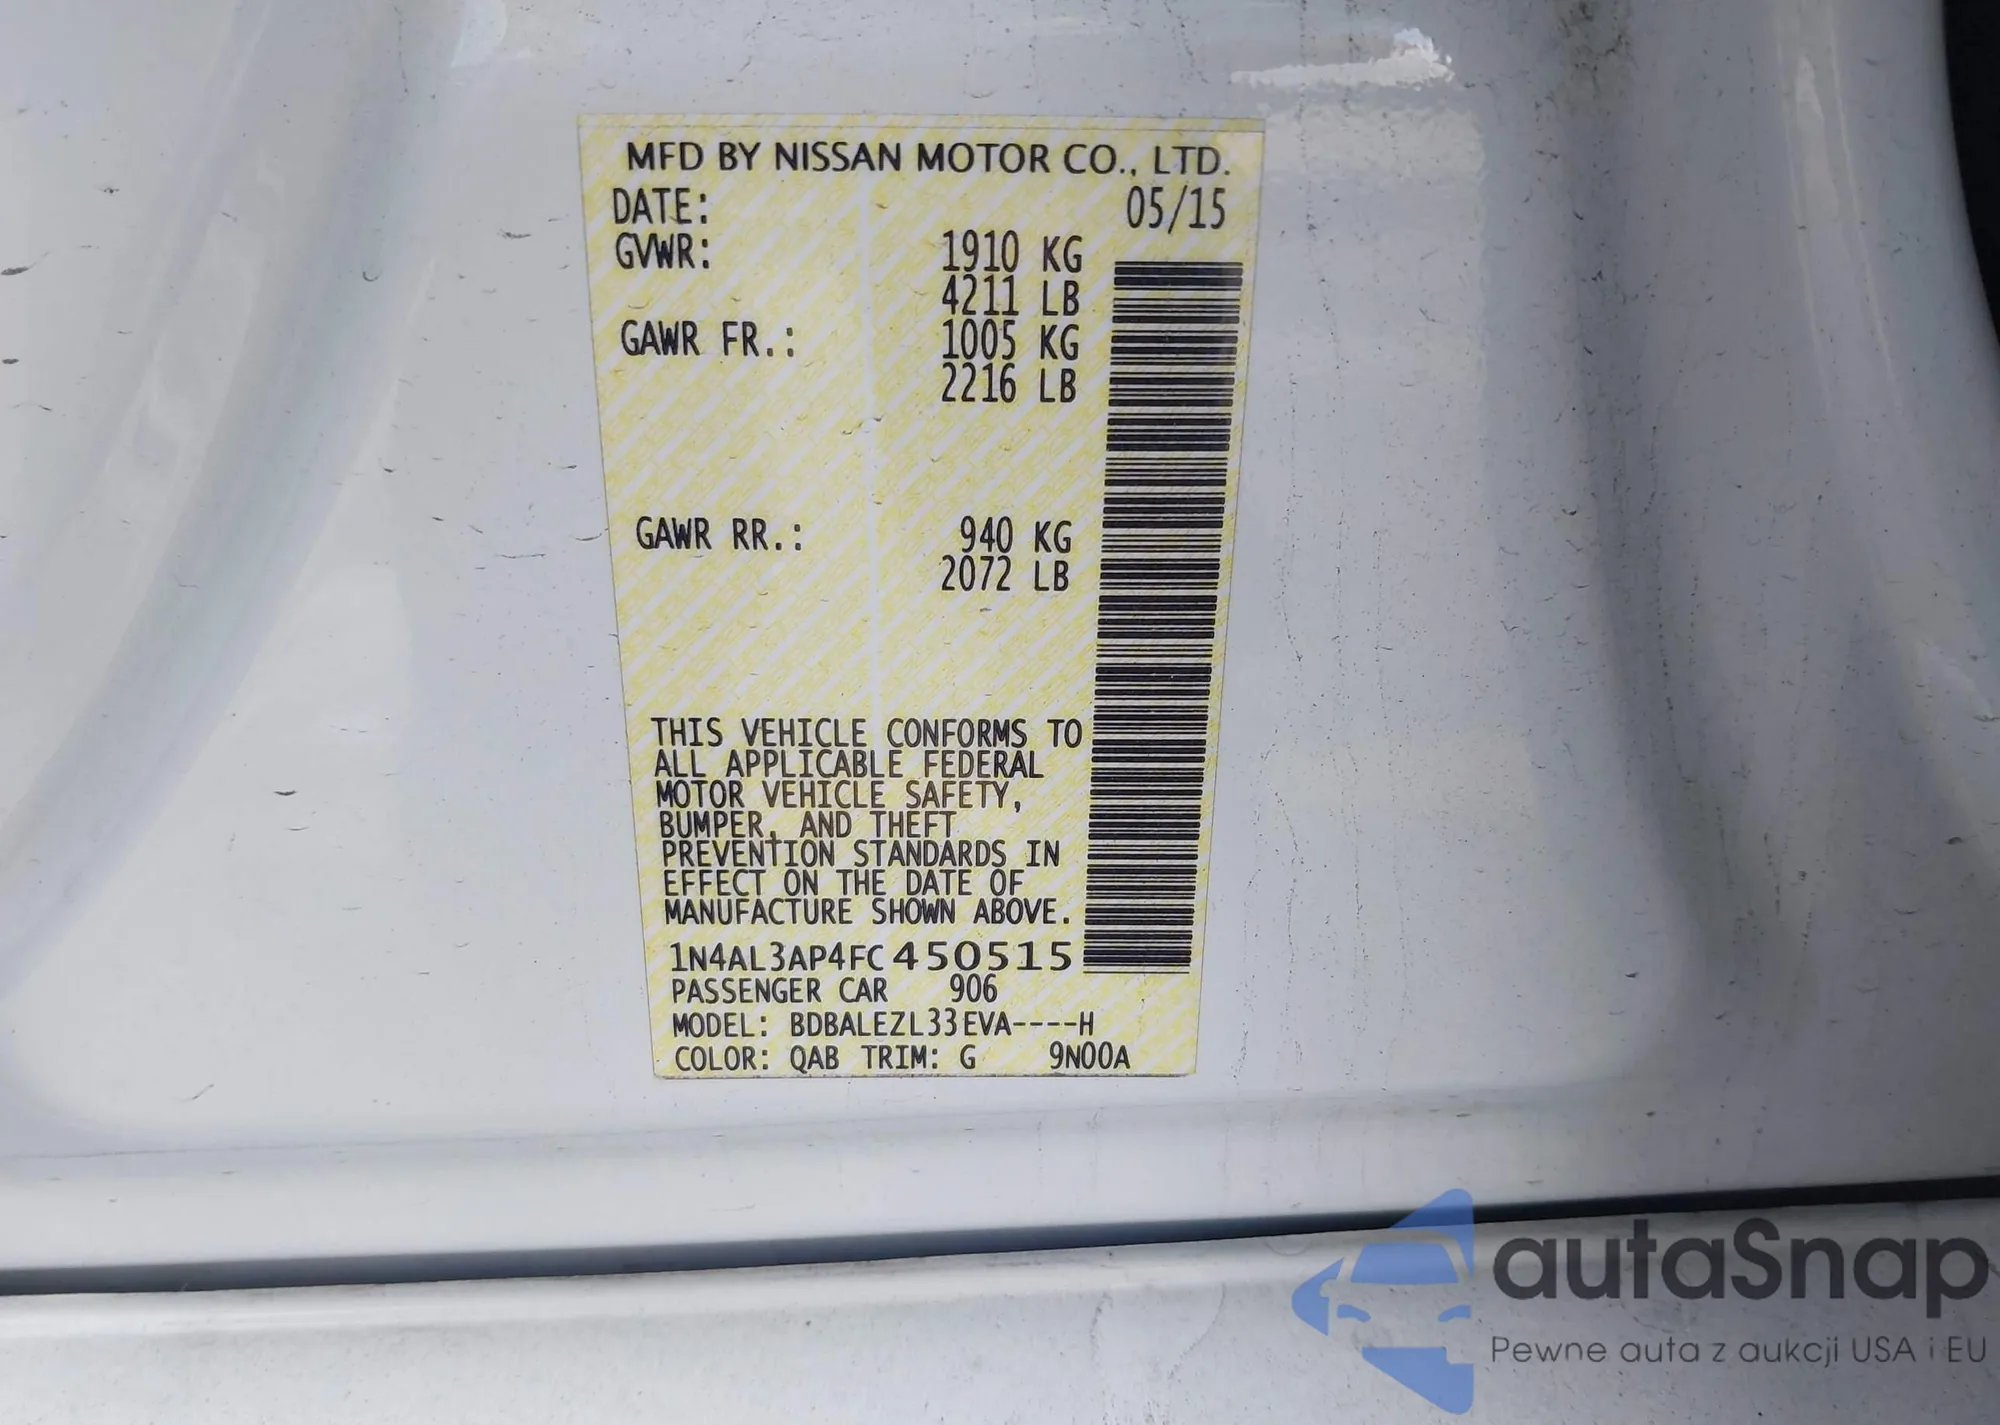 MFD BY NISSAN MOTOR CO., LTD.
DATE: 05/15
GVWR: 1910 KG
4211 LB
GAWR FR.: 1005 KG
2216 LB
GAWR RR.: 940 KG
2072 LB
THIS VEHICLE CONFORMS TO
ALL APPLICABLE FEDERAL
MOTOR VEHICLE SAFETY,
BUMPER, AND THEFT
PREVENTION STANDARDS IN
EFFECT ON THE DATE OF
MANUFACTURE SHOWN ABOVE.
1N4AL3AP4FC450515
PASSENGER CAR 906
MODEL: BDBALEZL33EVA----H
COLOR: QAB TRIM: G 9N00A
autaSnap
Pewne auta z aukcji USA i EU